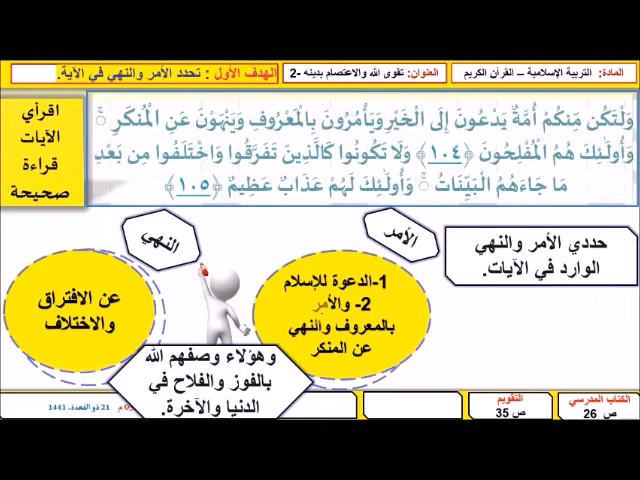 المادة: التربية الإسلامية – القرآن الكريم
العنوان: تقوى الله والاعتصام بدينه -2
الهدف الأول : تحدد الأمر والنهي في الآية.
وَلْتَكُن مِّنكُمْ أُمَّةٌ يَدْعُونَ إِلَى الْخَيْرِ وَيَأْمُرُونَ بِالْمَعْرُوفِ وَيَنْهَوْنَ عَنِ الْمُنكَرِ ۚ
وَأُولَٰئِكَ هُمُ الْمُفْلِحُونَ ﴿١٠٤﴾ وَلَا تَكُونُوا كَالَّذِينَ تَفَرَّقُوا وَاخْتَلَفُوا مِن بَعْدِ
مَا جَاءَهُمُ الْبَيِّنَاتُ ۚ وَأُولَٰئِكَ لَهُمْ عَذَابٌ عَظِيمٌ ﴿١٠٥﴾
اقرأي
الآيات
قراءة
صحيحة
حددي الأمر والنهي
الوارد في الآيات.
الأمر
1-الدعوة للإسلام
2- والأمر
بالمعروف والنهي
عن المنكر
النهي
عن الافتراق
والاختلاف
وهؤلاء وصفهم الله
بالفوز والفلاح في
الدنيا والآخرة.
الكتاب المدرسي
ص 26
التقويم
ص 35
21 ذو القعدة، 1441